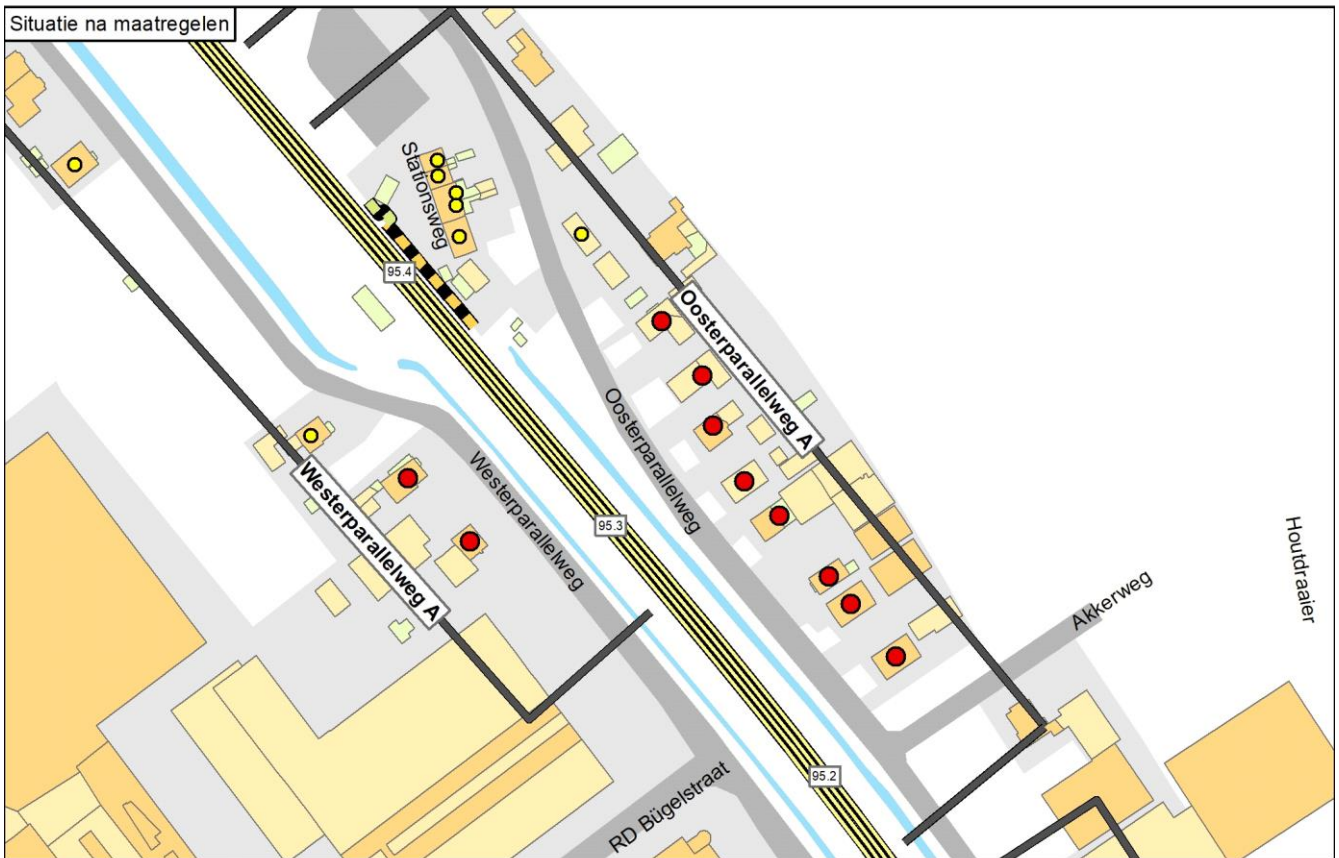 Situatie na maatregelen
Stationsweg
95.4
Oosterparallelweg A
Oosterparallelweg
Westerparallelweg A
Westerparallelweg
95.3
Houtdraaier
Akkerweg
95.2
RD Bügelstraat